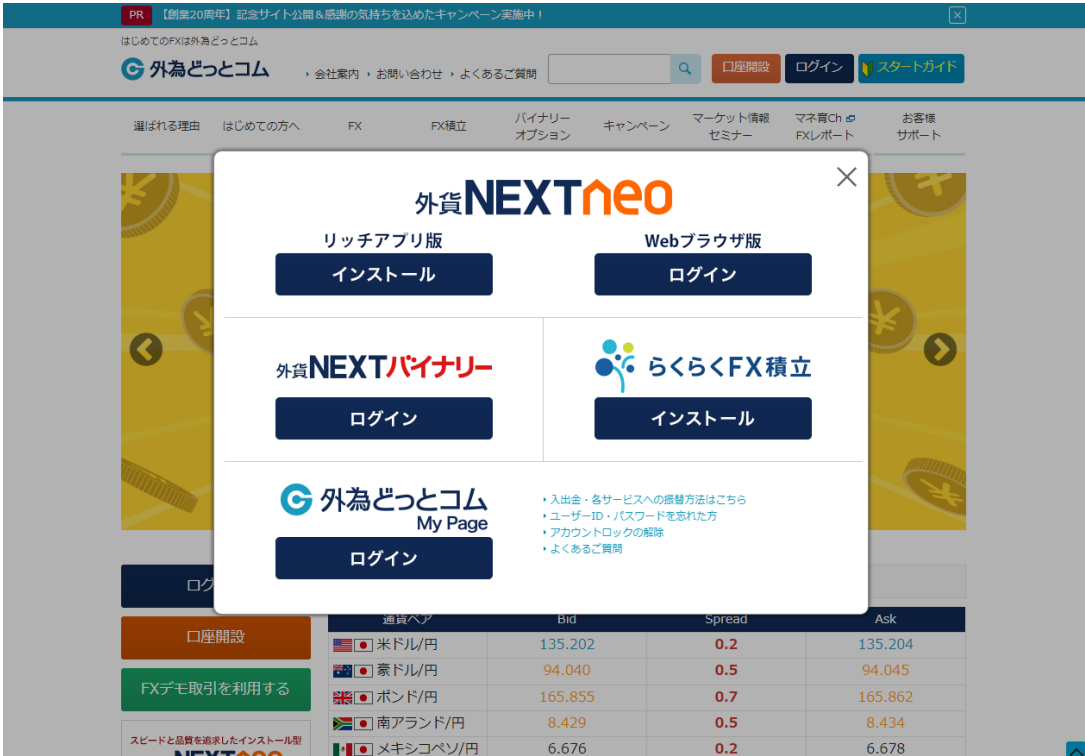 PR 【創業20周年】記念サイト公開&感謝の気持ちを込めたキャンペーン実施中！
はじめてのFXは外為どっとコム
外為どっとコム
会社案内 お問い合わせ よくあるご質問
口座開設 ログイン スタートガイド
選ばれる理由 はじめての方へ FX FX積立 バイナリー キャンペーン マーケット情報 マネ育Ch お客様
オプション セミナー FXレポート サポート
外貨NEXTneo
リッチアプリ版 Webブラウザ版
インストール ログイン
外貨NEXTバイナリー らくらくFX積立
ログイン インストール
外為どっとコム
My Page
ログイン
入出金・各サービスへの振替方法はこちら
ユーザーID・パスワードを忘れた方
アカウントロックの解除
よくあるご質問
ログ
口座開設
FXデモ取引を利用する
スピードと品質を追求したインストール型
通貨ペア Bid Spread Ask
米ドル/円 135.202 0.2 135.204
豪ドル/円 94.040 0.5 94.045
ポンド/円 165.855 0.7 165.862
南アランド/円 8.429 0.5 8.434
メキシコペソ/円 6.676 0.2 6.678